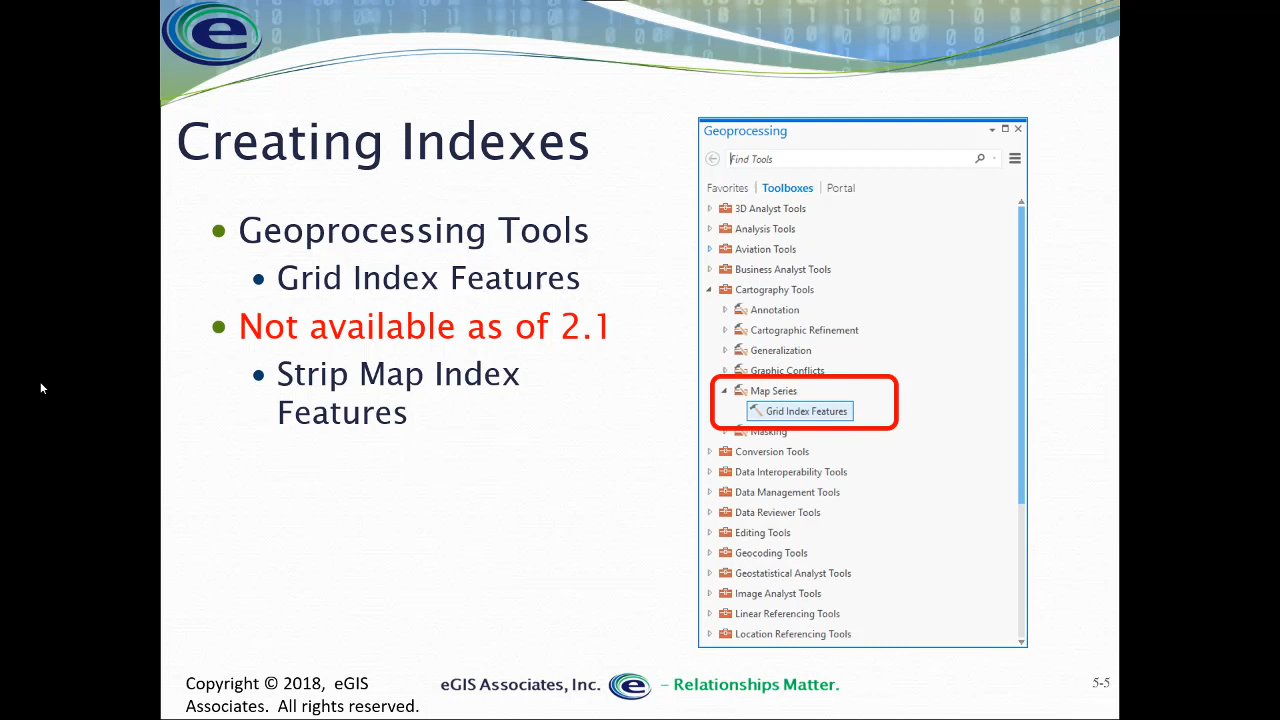 Creating Indexes
Geoprocessing Tools
Grid Index Features
Not available as of 2.1
Strip Map Index
Features
Geoprocessing
Find Tools
Favorites | Toolboxes | Portal
3D Analyst Tools
Analysis Tools
Aviation Tools
Business Analyst Tools
Cartography Tools
Annotation
Cartographic Refinement
Generalization
Graphic Conflicts
Map Series
Grid Index Features
Masking
Conversion Tools
Data Interoperability Tools
Data Management Tools
Data Reviewer Tools
Editing Tools
Geocoding Tools
Geostatistical Analyst Tools
Image Analyst Tools
Linear Referencing Tools
Location Referencing Tools
Copyright © 2018, eGIS
Associates. All rights reserved.
eGIS Associates, Inc. e – Relationships Matter.
5-5